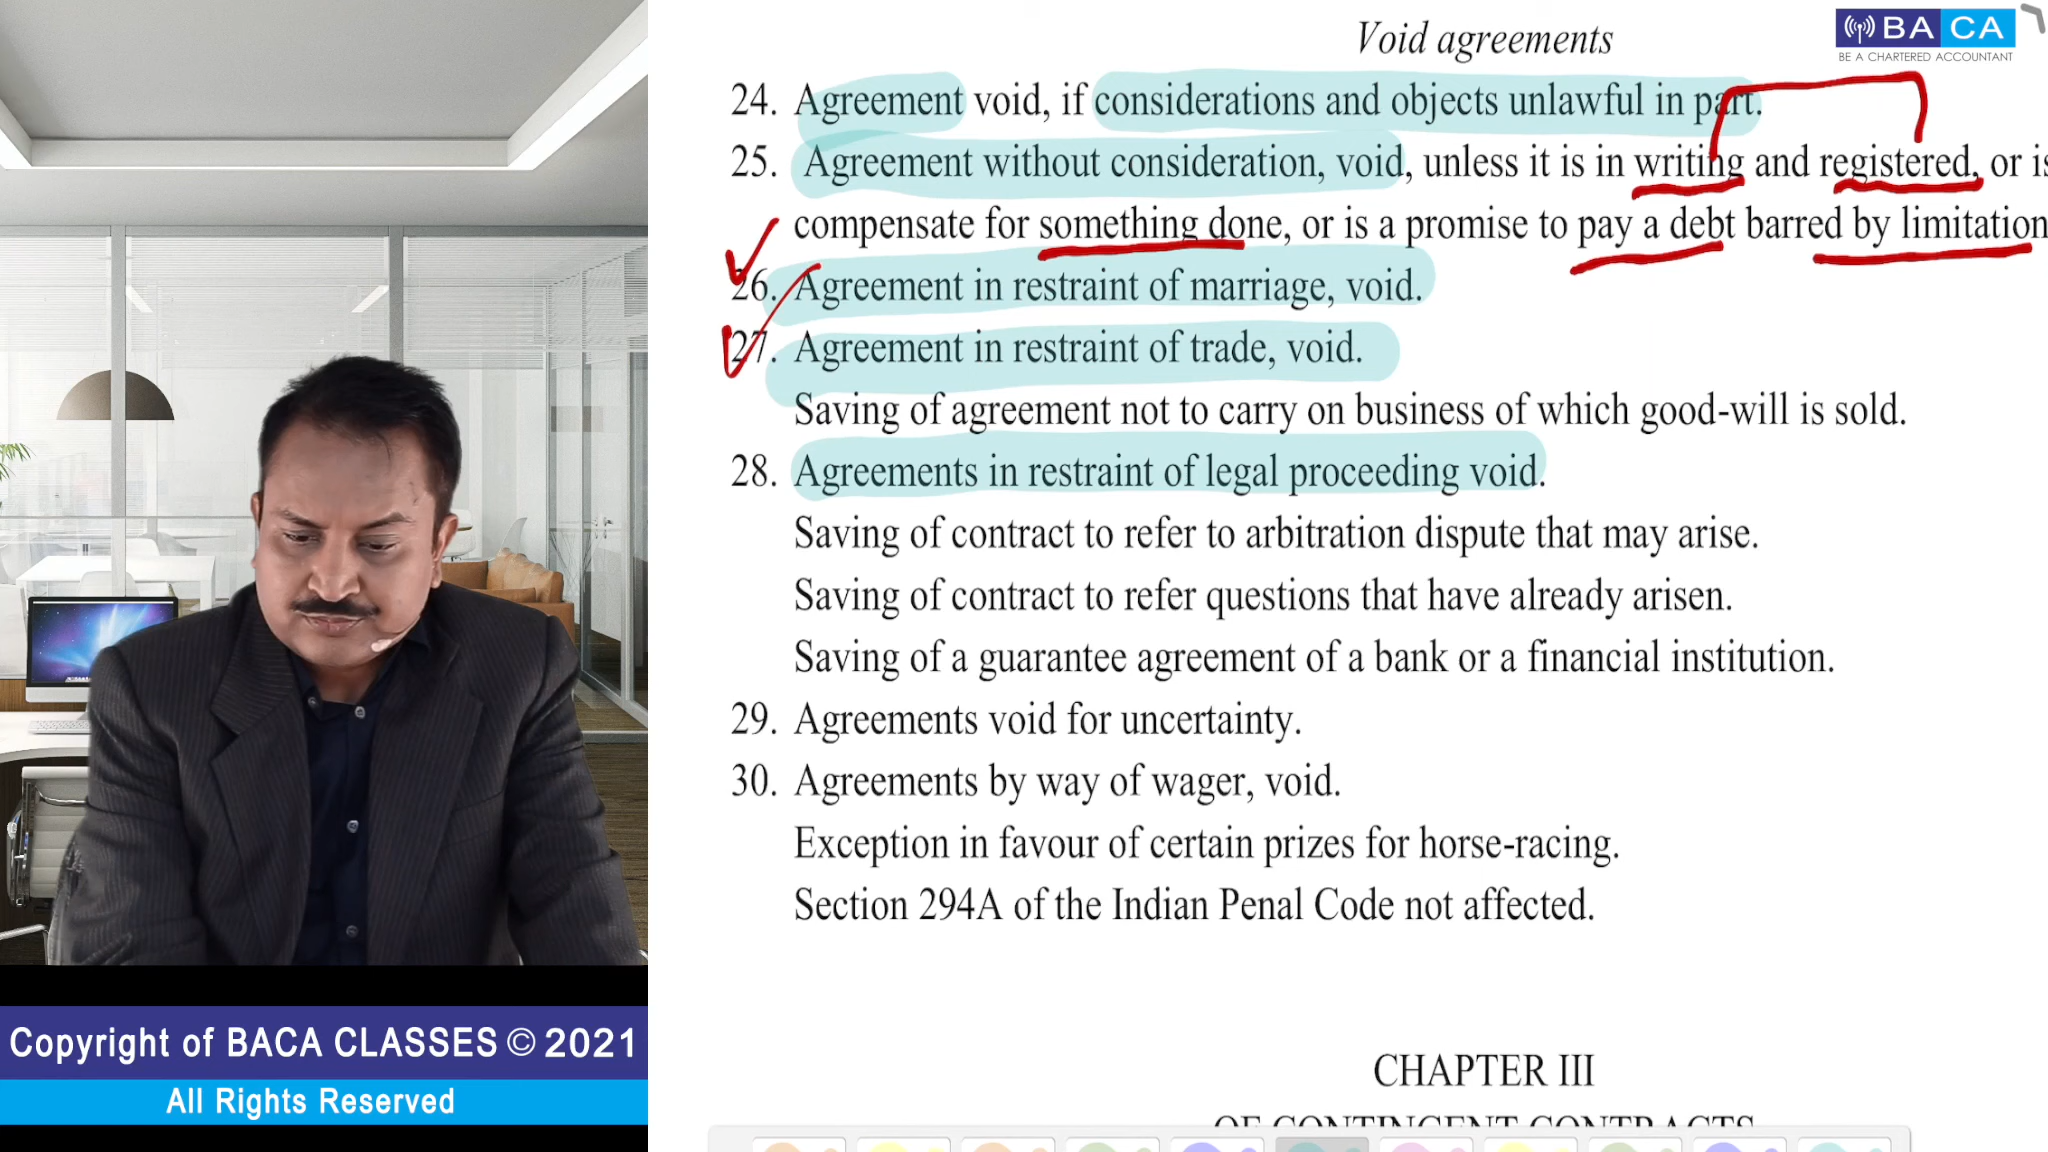 BACA
BE A CHARTERED ACCOUNTANT
Void agreements
24. Agreement void, if considerations and objects unlawful in part.
25. Agreement without consideration, void, unless it is in writing and registered, or is
compensate for something done, or is a promise to pay a debt barred by limitation
26. Agreement in restraint of marriage, void.
27. Agreement in restraint of trade, void.
Saving of agreement not to carry on business of which good-will is sold.
28. Agreements in restraint of legal proceeding void.
Saving of contract to refer to arbitration dispute that may arise.
Saving of contract to refer questions that have already arisen.
Saving of a guarantee agreement of a bank or a financial institution.
29. Agreements void for uncertainty.
30. Agreements by way of wager, void.
Exception in favour of certain prizes for horse-racing.
Section 294A of the Indian Penal Code not affected.
CHAPTER III
OF CONTINGENT CONTRACTS
Copyright of BACA CLASSES © 2021
All Rights Reserved